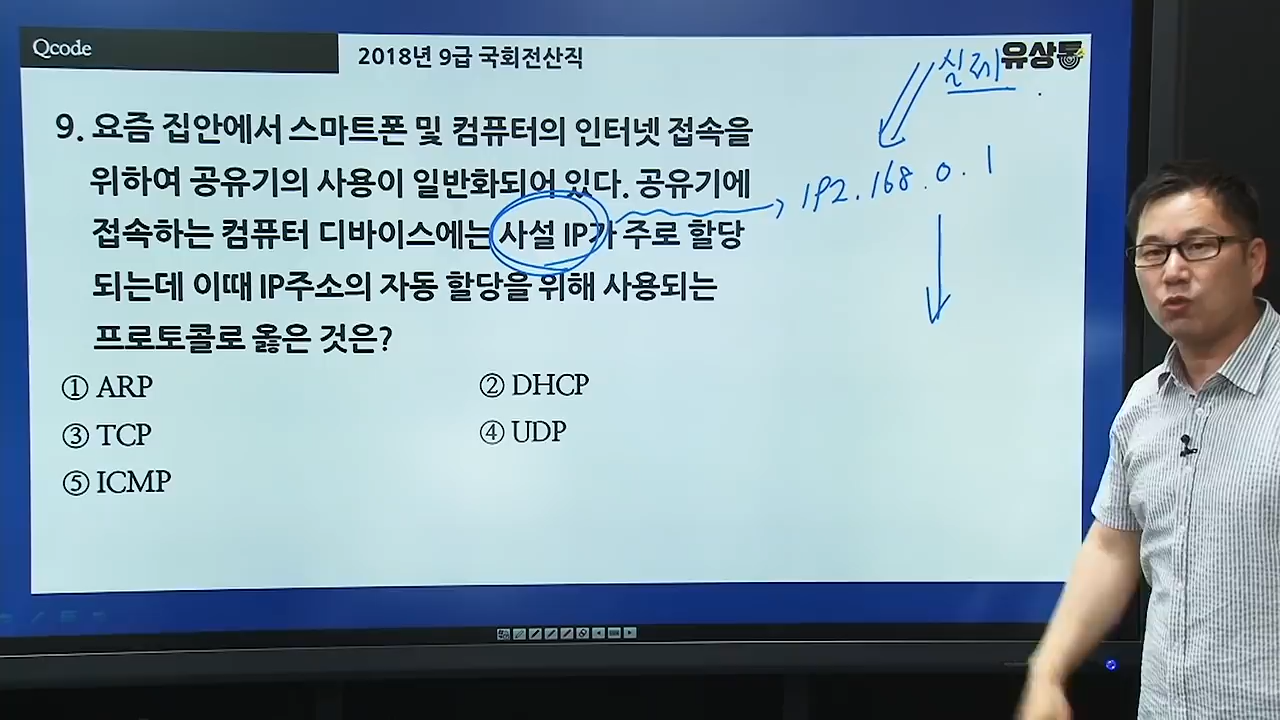 Qcode
2018년 9급 국회전산직
실제
유상통
9. 요즘 집안에서 스마트폰 및 컴퓨터의 인터넷 접속을
위하여 공유기의 사용이 일반화되어 있다. 공유기에
192.168.0.1
접속하는 컴퓨터 디바이스에는 사설 IP가 주로 할당
되는데 이때 IP주소의 자동 할당을 위해 사용되는
프로토콜로 옳은 것은?
① ARP
② DHCP
③ TCP
④ UDP
⑤ ICMP